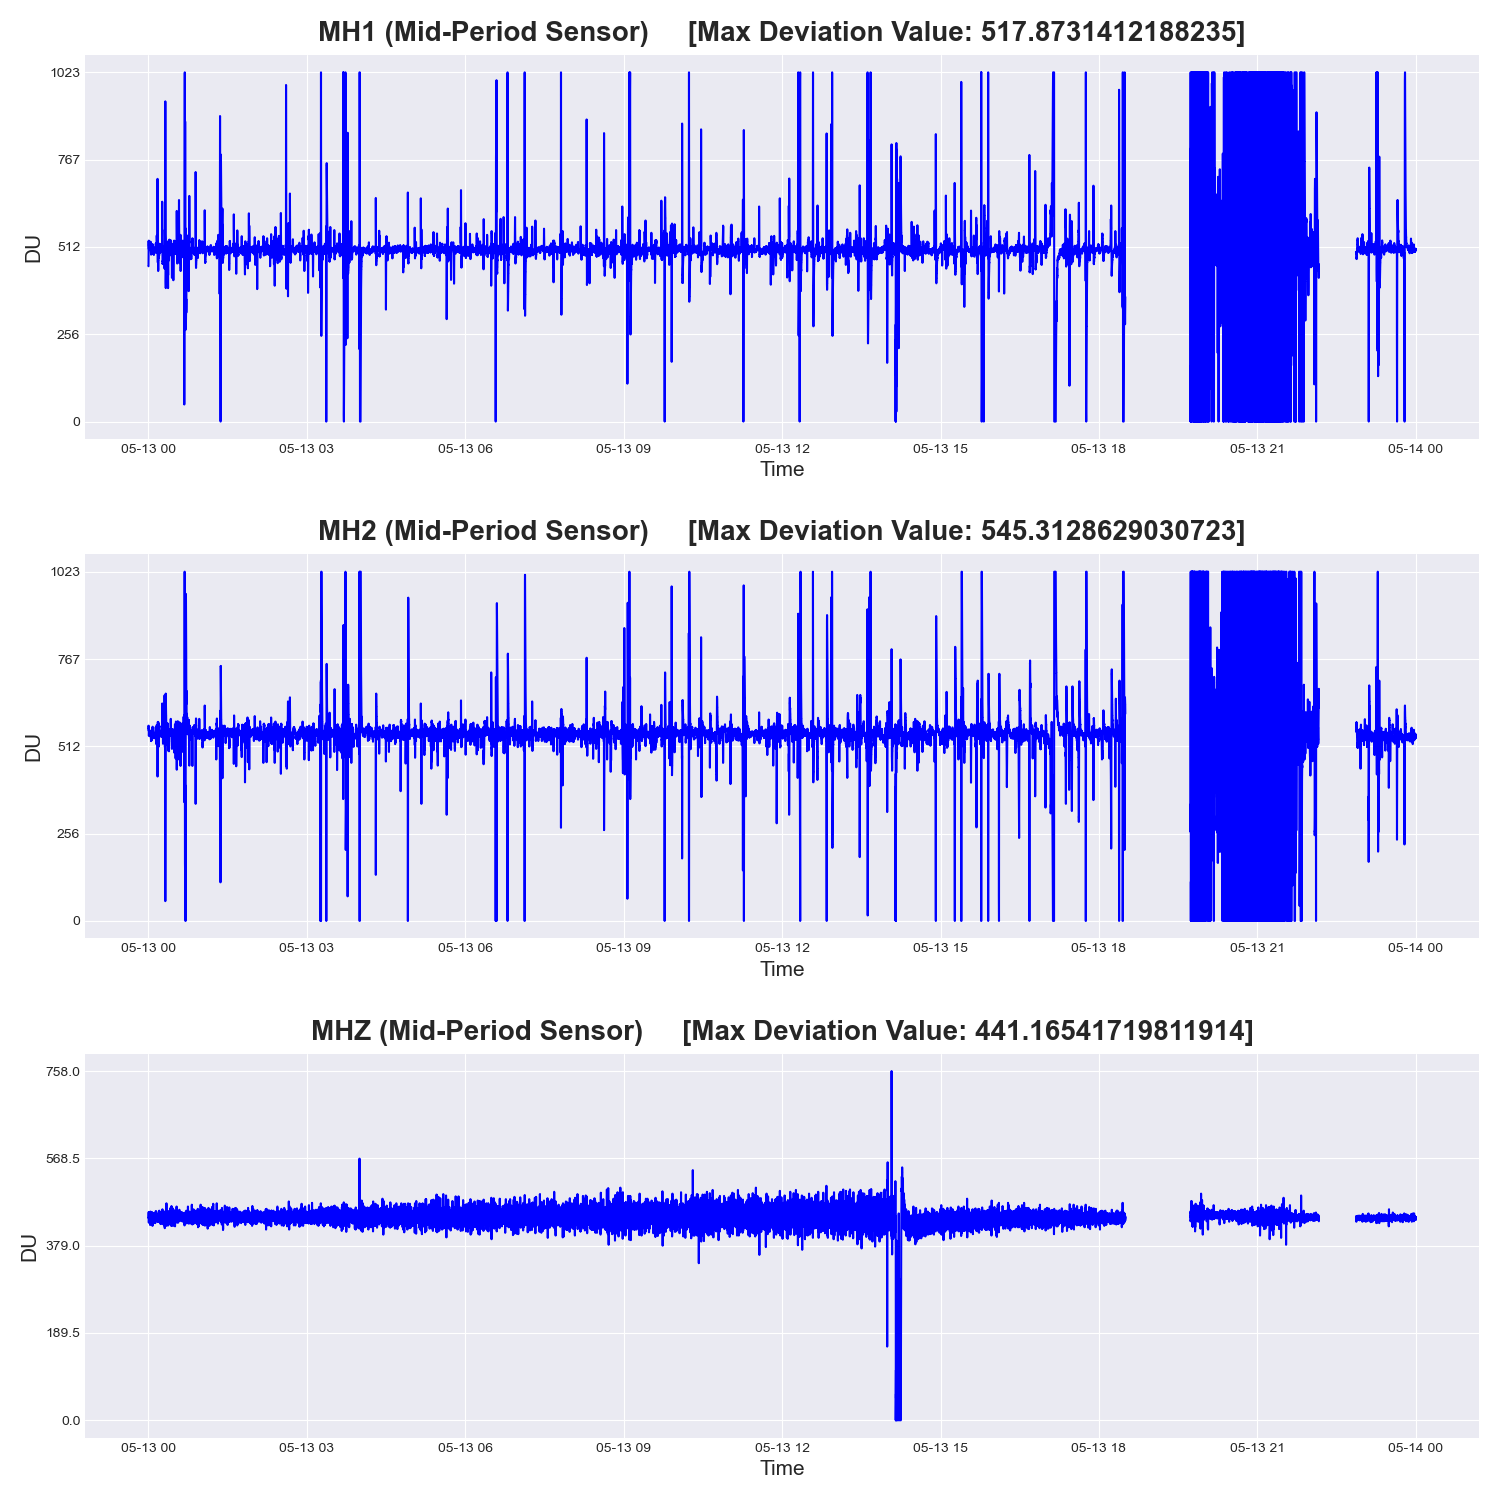 MH1 (Mid-Period Sensor) [Max Deviation Value: 517.8731412188235]
1023
767
512
256
0
DU
05-13 00 05-13 03 05-13 06 05-13 09 05-13 12 05-13 15 05-13 18 05-13 21 05-14 00
Time
MH2 (Mid-Period Sensor) [Max Deviation Value: 545.3128629030723]
1023
767
512
256
0
DU
05-13 00 05-13 03 05-13 06 05-13 09 05-13 12 05-13 15 05-13 18 05-13 21 05-14 00
Time
MHZ (Mid-Period Sensor) [Max Deviation Value: 441.16541719811914]
758.0
568.5
379.0
189.5
0.0
DU
05-13 00 05-13 03 05-13 06 05-13 09 05-13 12 05-13 15 05-13 18 05-13 21 05-14 00
Time